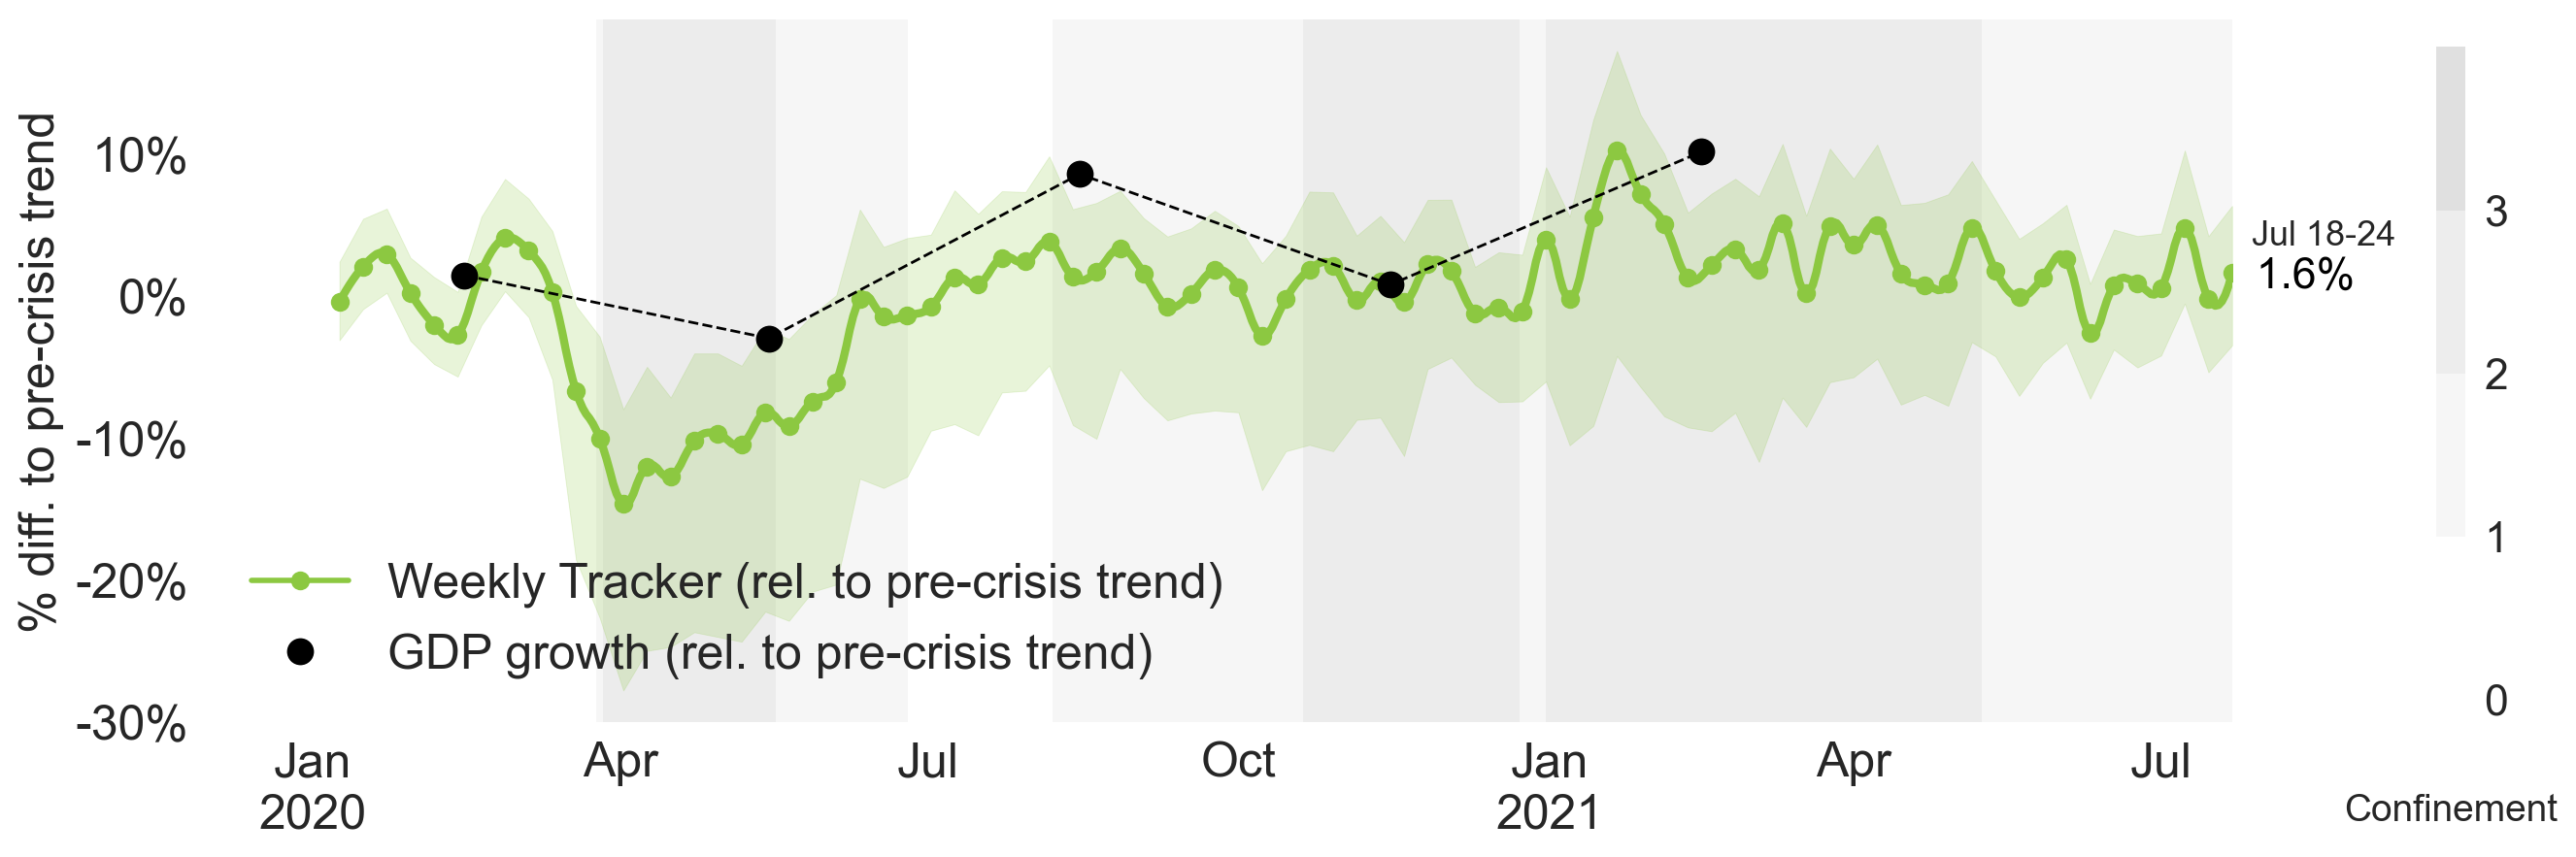 % diff. to pre-crisis trend
10%
0%
-10%
-20%
-30%
Weekly Tracker (rel. to pre-crisis trend)
GDP growth (rel. to pre-crisis trend)
Jan
2020
Apr
Jul
Oct
Jan
2021
Apr
Jul
Jul 18-24
1.6%
3
2
1
0
Confinement